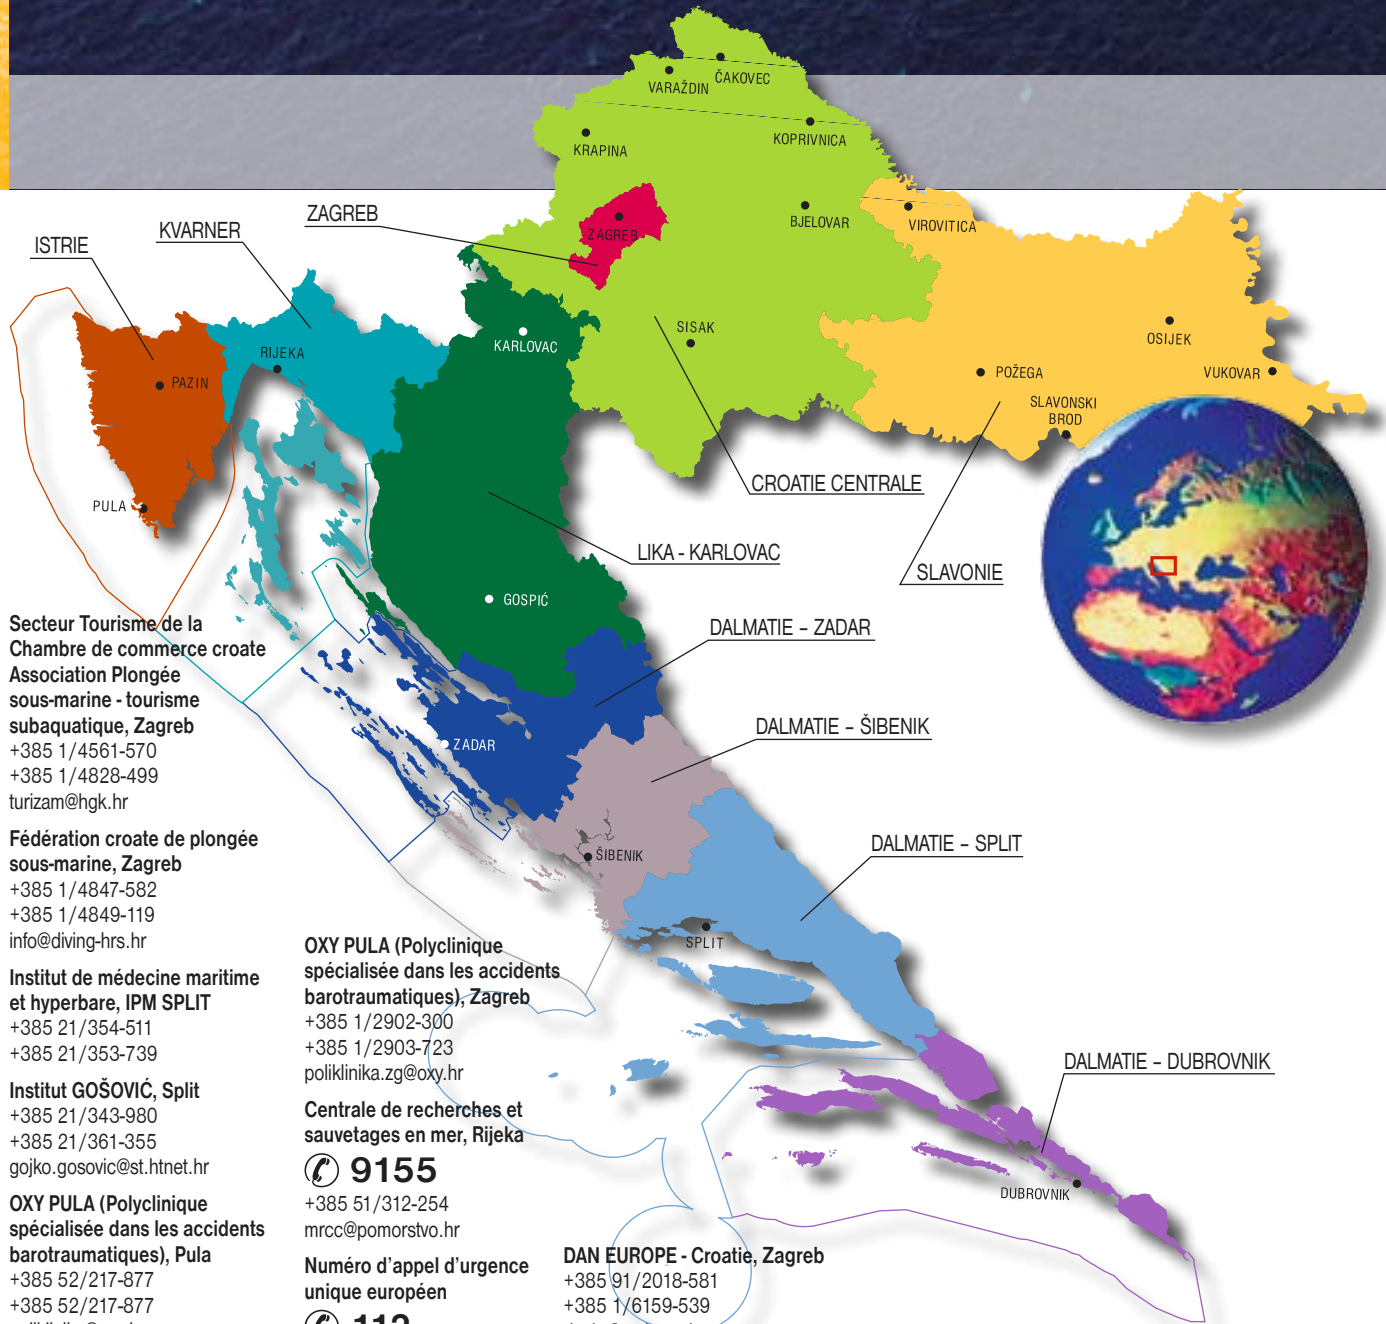 ČAKOVEC
VARAŽDIN
KOPRIVNICA
KRAPINA
ZAGREB
BJELOVAR
VIROVITICA
KVARNER
ZAGREB
ISTRIE
SISAK
OSIJEK
KARLOVAC
RIJEKA
PAZIN
POŽEGA
VUKOVAR
SLAVONSKI
BROD
CROATIE CENTRALE
PULA
LIKA - KARLOVAC
SLAVONIE
GOSPIĆ
DALMATIE – ZADAR
DALMATIE – ŠIBENIK
ZADAR
DALMATIE – SPLIT
ŠIBENIK
SPLIT
DALMATIE – DUBROVNIK
DUBROVNIK
Secteur Tourisme de la
Chambre de commerce croate
Association Plongée
sous-marine - tourisme
subaquatique, Zagreb
+385 1/4561-570
+385 1/4828-499
turizam@hgk.hr
Fédération croate de plongée
sous-marine, Zagreb
+385 1/4847-582
+385 1/4849-119
info@diving-hrs.hr
Institut de médecine maritime
et hyperbare, IPM SPLIT
+385 21/354-511
+385 21/353-739
Institut GOŠOVIĆ, Split
+385 21/343-980
+385 21/361-355
gojko.gosovic@st.htnet.hr
OXY PULA (Polyclinique
spécialisée dans les accidents
barotraumatiques), Pula
+385 52/217-877
+385 52/217-877
OXY PULA (Polyclinique
spécialisée dans les accidents
barotraumatiques), Zagreb
+385 1/2902-300
+385 1/2903-723
poliklinika.zg@oxy.hr
Centrale de recherches et
sauvetages en mer, Rijeka
9155
+385 51/312-254
mrcc@pomorstvo.hr
Numéro d’appel d’urgence
unique européen
112
DAN EUROPE - Croatie, Zagreb
+385 91/2018-581
+385 1/6159-539